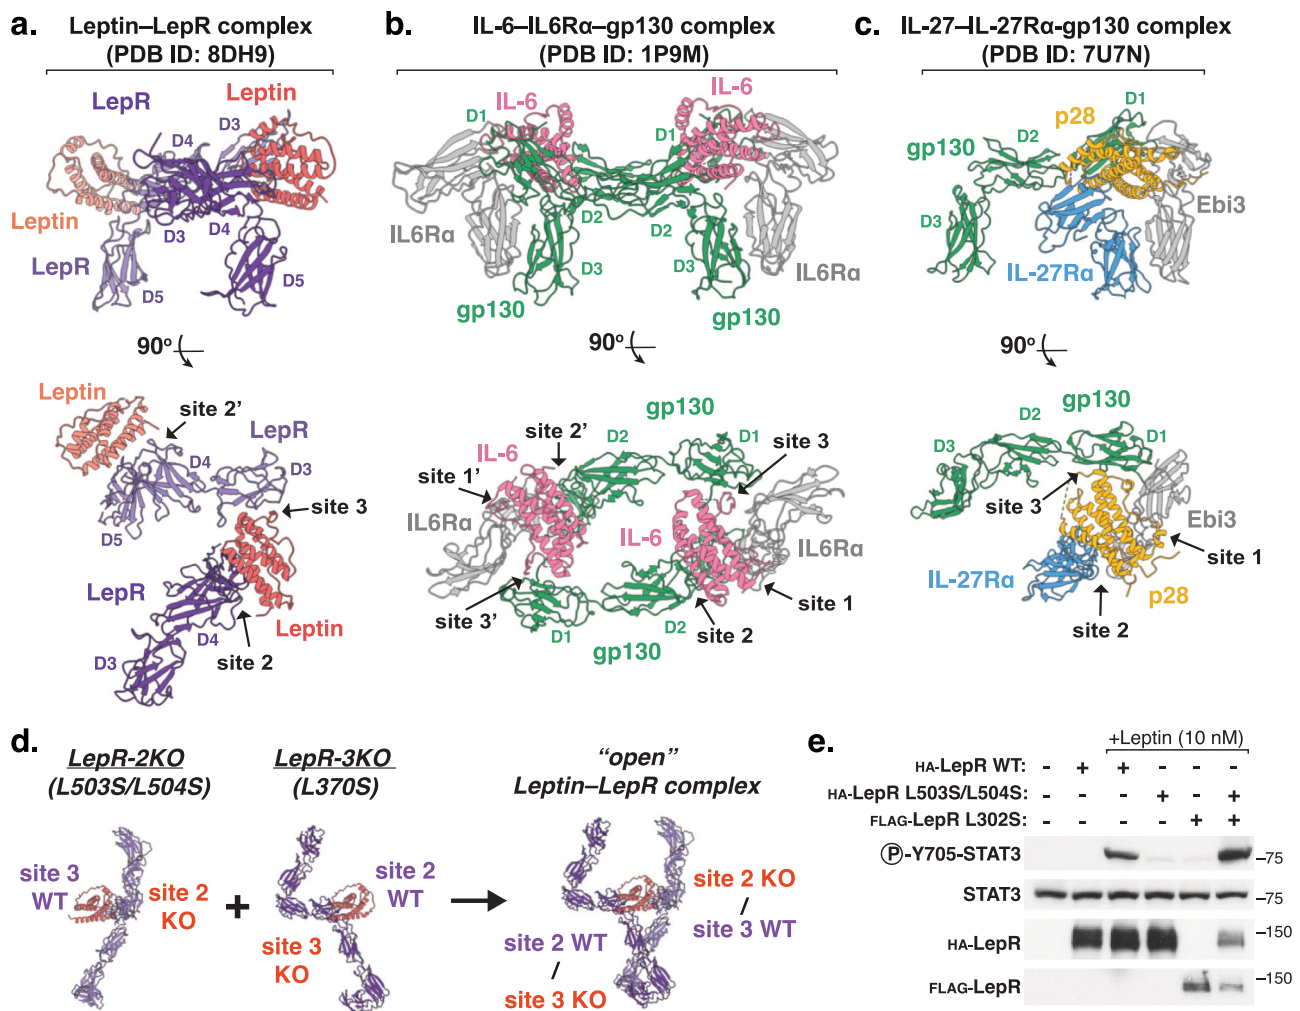 a.
Leptin–LepR complex
(PDB ID: 8DH9)
LepR
Leptin
D3
D4
Leptin
D3
D4
LepR
D5
D5
90º
Leptin
site 2'
LepR
D4
D3
site 3
D5
LepR
Leptin
D4
site 2
D3
b.
IL-6–IL6Rα–gp130 complex
(PDB ID: 1P9M)
IL-6
IL-6
D1
D1
IL6Rα
D2
D2
D3
D3
IL6Rα
gp130
gp130
90º
gp130
site 2'
D2
D1
site 3
IL-6
site 1'
IL6Rα
IL-6
IL6Rα
site 3'
site 1
D1
D2
site 2
gp130
c.
IL-27–IL-27Rα-gp130 complex
(PDB ID: 7U7N)
D1
p28
D2
gp130
D3
Ebi3
IL-27Rα
90º
gp130
D2
D3
D1
site 3
Ebi3
site 1
IL-27Rα
p28
site 2
d.
LepR-2KO
(L503S/L504S)
LepR-3KO
(L370S)
“open”
Leptin–LepR complex
site 3
WT
site 2
KO
+
site 2
WT
site 3
KO
site 2 KO
/
site 3 WT
site 2 WT
/
site 3 KO
e.
+Leptin (10 nM)
HA-LepR WT: - + + - - -
HA-LepR L503S/L504S: - - - + - +
FLAG-LepR L302S: - - - - + +
P-Y705-STAT3 –75
STAT3 –75
HA-LepR –150
FLAG-LepR –150